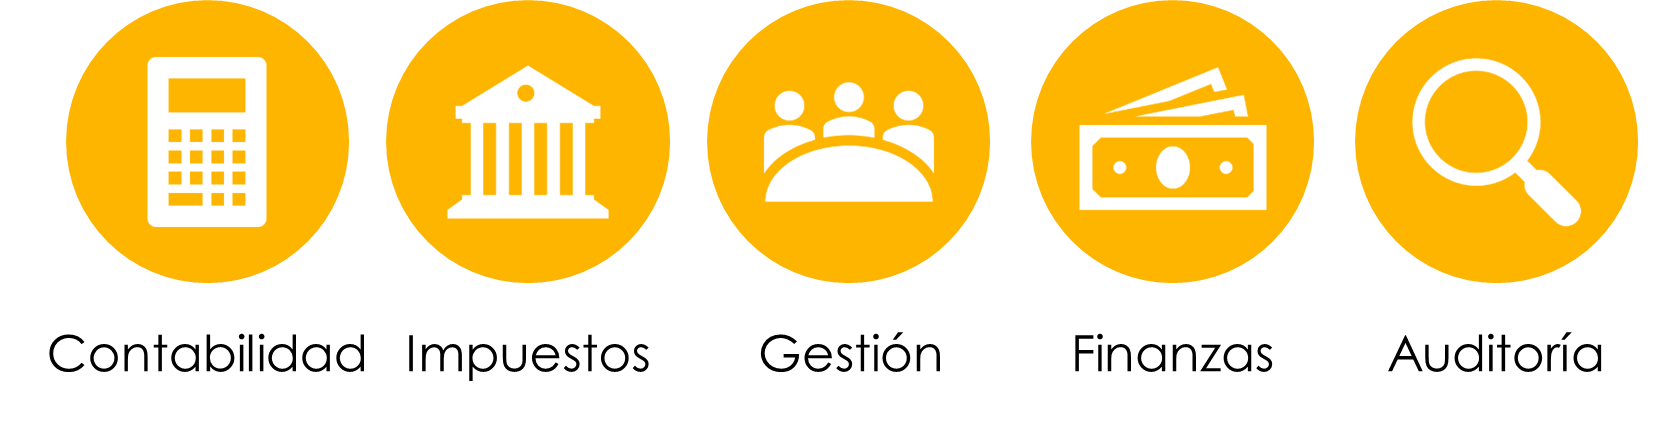 Contabilidad Impuestos Gestión Finanzas Auditoría